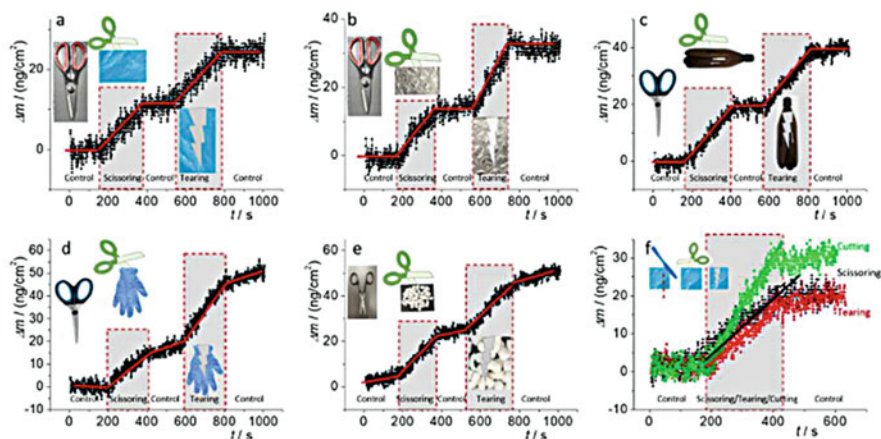 a
Δm / (ng/cm²)
20
10
0
Control Scissoring Control Tearing Control
0 200 400 600 800 1000
t / s
b
Δm / (ng/cm²)
40
30
20
10
0
Control Scissoring Control Tearing Control
0 200 400 600 800 1000
t / s
c
Δm / (ng/cm²)
40
20
0
Control Scissoring Control Tearing Control
0 200 400 600 800 1000
t / s
d
Δm / (ng/cm²)
60
50
40
30
20
10
0
-10
Control Scissoring Control Tearing Control
0 200 400 600 800 1000
t / s
e
Δm / (ng/cm²)
60
50
40
30
20
10
0
-10
Control Scissoring Control Tearing Control
0 200 400 600 800 1000
t / s
f
Δm / (ng/cm²)
30
20
10
0
-10
Cutting
Scissoring
Tearing
Control Scissoring/Tearing/Cutting Control
0 200 400 600
t / s